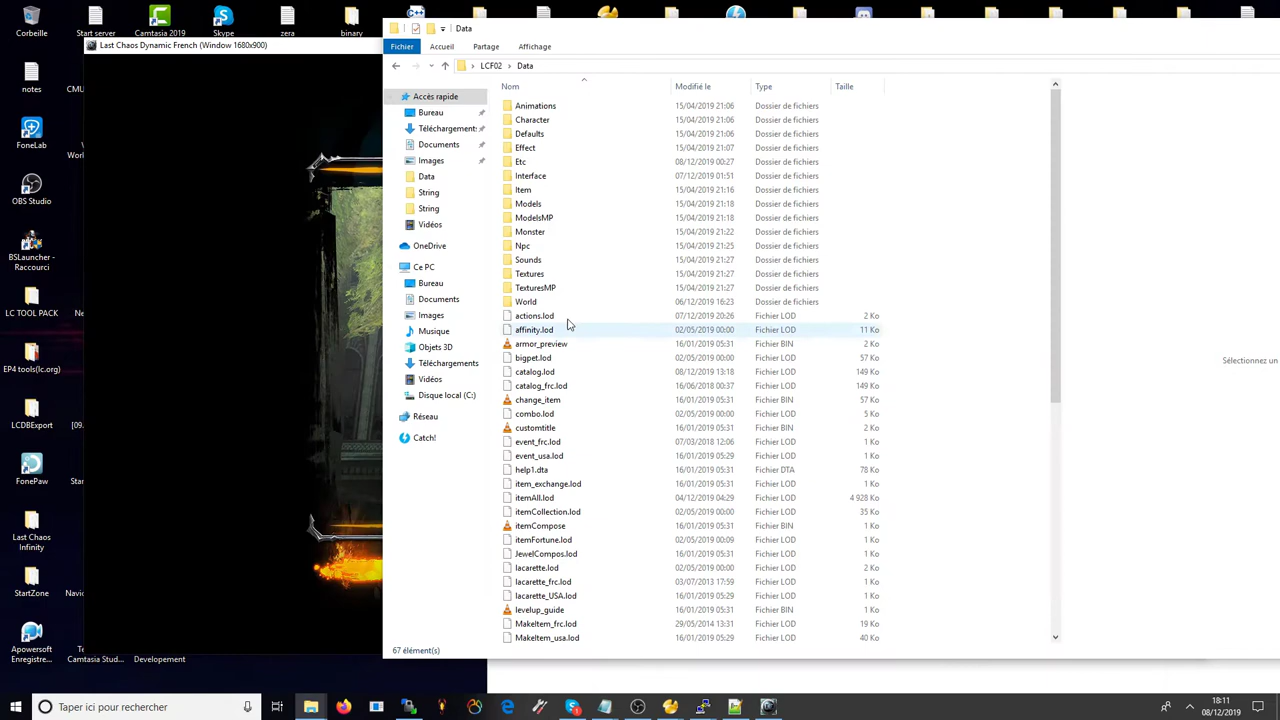 Corbeille
Start server
Camtasia 2019
Skype
zera
binary
Last Chaos Dynamic French (Window 1680x900)
notes
FoneLab
OBS Studio
BSLauncher -
Raccourci
LC TOOL PACK
EP4 tools(lc.org)
LCDBExport
FonePaw
Last Chaos
Infinity
StartZone
Apowersoft
Enregistre...
Camtasia Stud...
Developement
Data
Fichier
Accueil
Partage
Affichage
LCF02 > Data
Nom
Modifié le
Type
Taille
Accès rapide
Bureau
Téléchargements
Documents
Images
Data
String
String
Vidéos
OneDrive
Ce PC
Bureau
Documents
Images
Musique
Objets 3D
Téléchargements
Vidéos
Disque local (C:)
Réseau
Catch!
Animations 15/04/2019 21:06 Dossier de fichiers
Character 15/04/2019 21:06 Dossier de fichiers
Defaults 15/04/2019 21:06 Dossier de fichiers
Effect 15/04/2019 21:07 Dossier de fichiers
Etc 08/12/2019 00:27 Dossier de fichiers
Interface 07/12/2019 01:51 Dossier de fichiers
Item 15/04/2019 21:16 Dossier de fichiers
Models 15/04/2019 21:18 Dossier de fichiers
ModelsMP 15/04/2019 21:18 Dossier de fichiers
Monster 15/04/2019 21:22 Dossier de fichiers
Npc 15/04/2019 21:25 Dossier de fichiers
Sounds 15/04/2019 21:27 Dossier de fichiers
Textures 15/04/2019 21:27 Dossier de fichiers
TexturesMP 15/04/2019 21:27 Dossier de fichiers
World 06/12/2019 16:23 Dossier de fichiers
actions.lod 07/12/2019 20:26 Fichier LOD 2 Ko
affinity.lod 02/05/2019 00:00 Fichier LOD 11 Ko
armor_preview 16/01/2019 05:31 Fichier BIN 2 Ko
bigpet.lod 02/05/2019 00:00 Fichier LOD 57 Ko
catalog.lod 08/12/2019 13:18 Fichier LOD 149 Ko
catalog_frc.lod 16/06/2018 00:37 Fichier LOD 149 Ko
change_item 16/01/2019 05:31 Fichier BIN 57 Ko
combo.lod 02/05/2019 00:00 Fichier LOD 5 Ko
customtitle 16/01/2019 05:31 Fichier BIN 2 Ko
event_frc.lod 07/03/2018 12:06 Fichier LOD 1 Ko
event_usa.lod 16/01/2019 05:29 Fichier LOD 1 Ko
help1.dta 16/01/2019 05:31 Fichier DTA 78 Ko
item_exchange.lod 16/01/2019 05:31 Fichier LOD 1 Ko
itemAll.lod 04/12/2019 04:29 Fichier LOD 4 928 Ko
itemCollection.lod 02/05/2019 00:00 Fichier LOD 35 Ko
itemCompose 16/01/2019 05:31 Fichier BIN 1 Ko
itemFortune.lod 02/05/2019 00:09 Fichier LOD 1 Ko
JewelCompos.lod 16/01/2019 05:31 Fichier LOD 1 Ko
lacarette.lod 02/05/2019 00:00 Fichier LOD 2 Ko
lacarette_frc.lod 03/07/2013 17:59 Fichier LOD 1 Ko
lacarette_USA.lod 16/01/2019 05:29 Fichier LOD 1 Ko
levelup_guide 16/01/2019 05:31 Fichier BIN 1 Ko
MakeItem_frc.lod 29/05/2014 13:31 Fichier LOD 19 Ko
MakeItem_usa.lod 16/01/2019 05:29 Fichier LOD 40 Ko
Sélectionnez un
67 élément(s)
Taper ici pour rechercher
18:11
08/12/2019